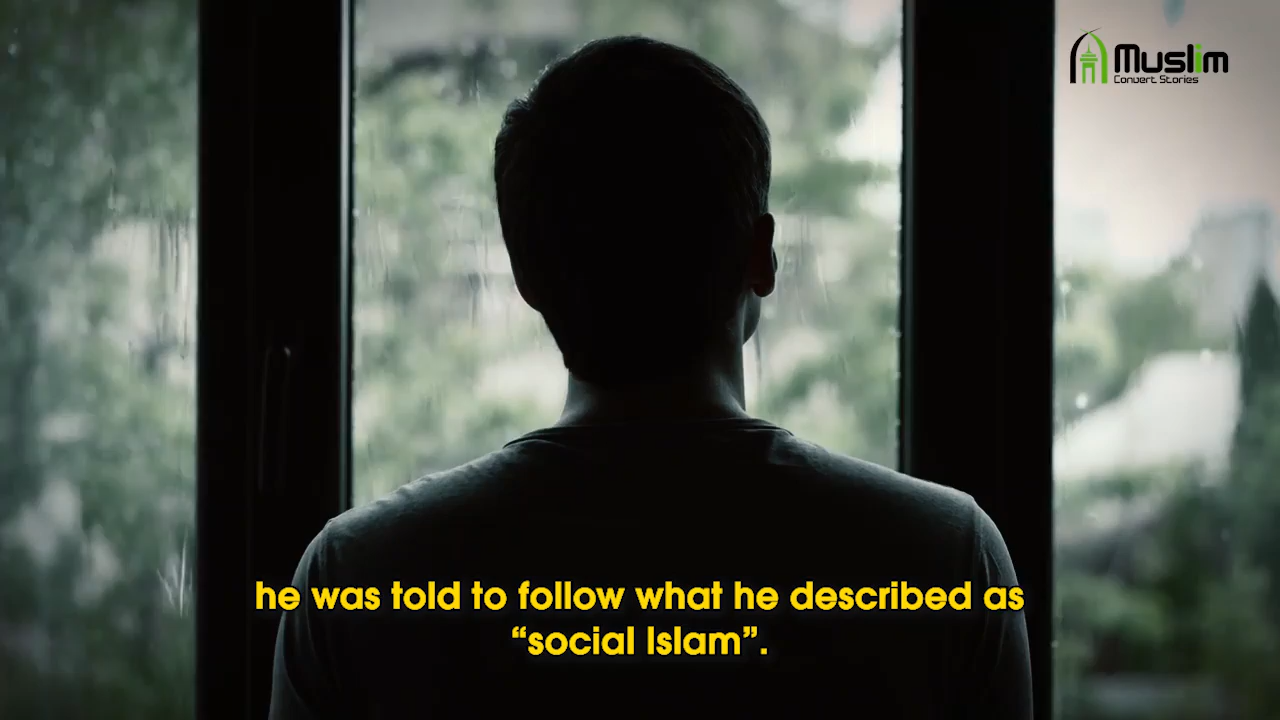 Muslim
Convert Stories
he was told to follow what he described as
“social Islam”.